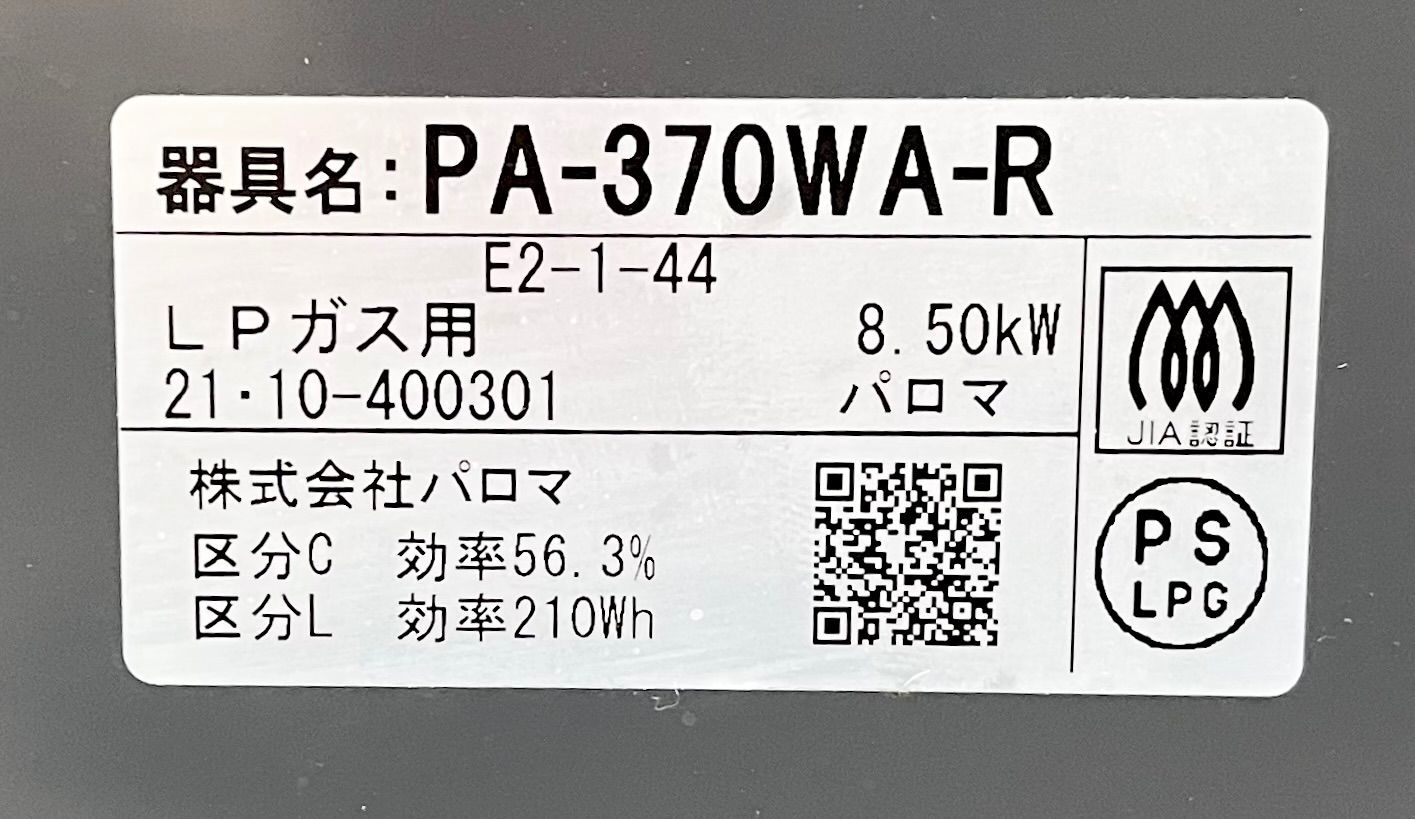 器具名:PA-370WA-R
E2-1-44
LPガス用 8.50kW
21・10-400301 パロマ
JIA認証
株式会社パロマ
区分C 効率56.3%
区分L 効率210Wh
PS
LPG